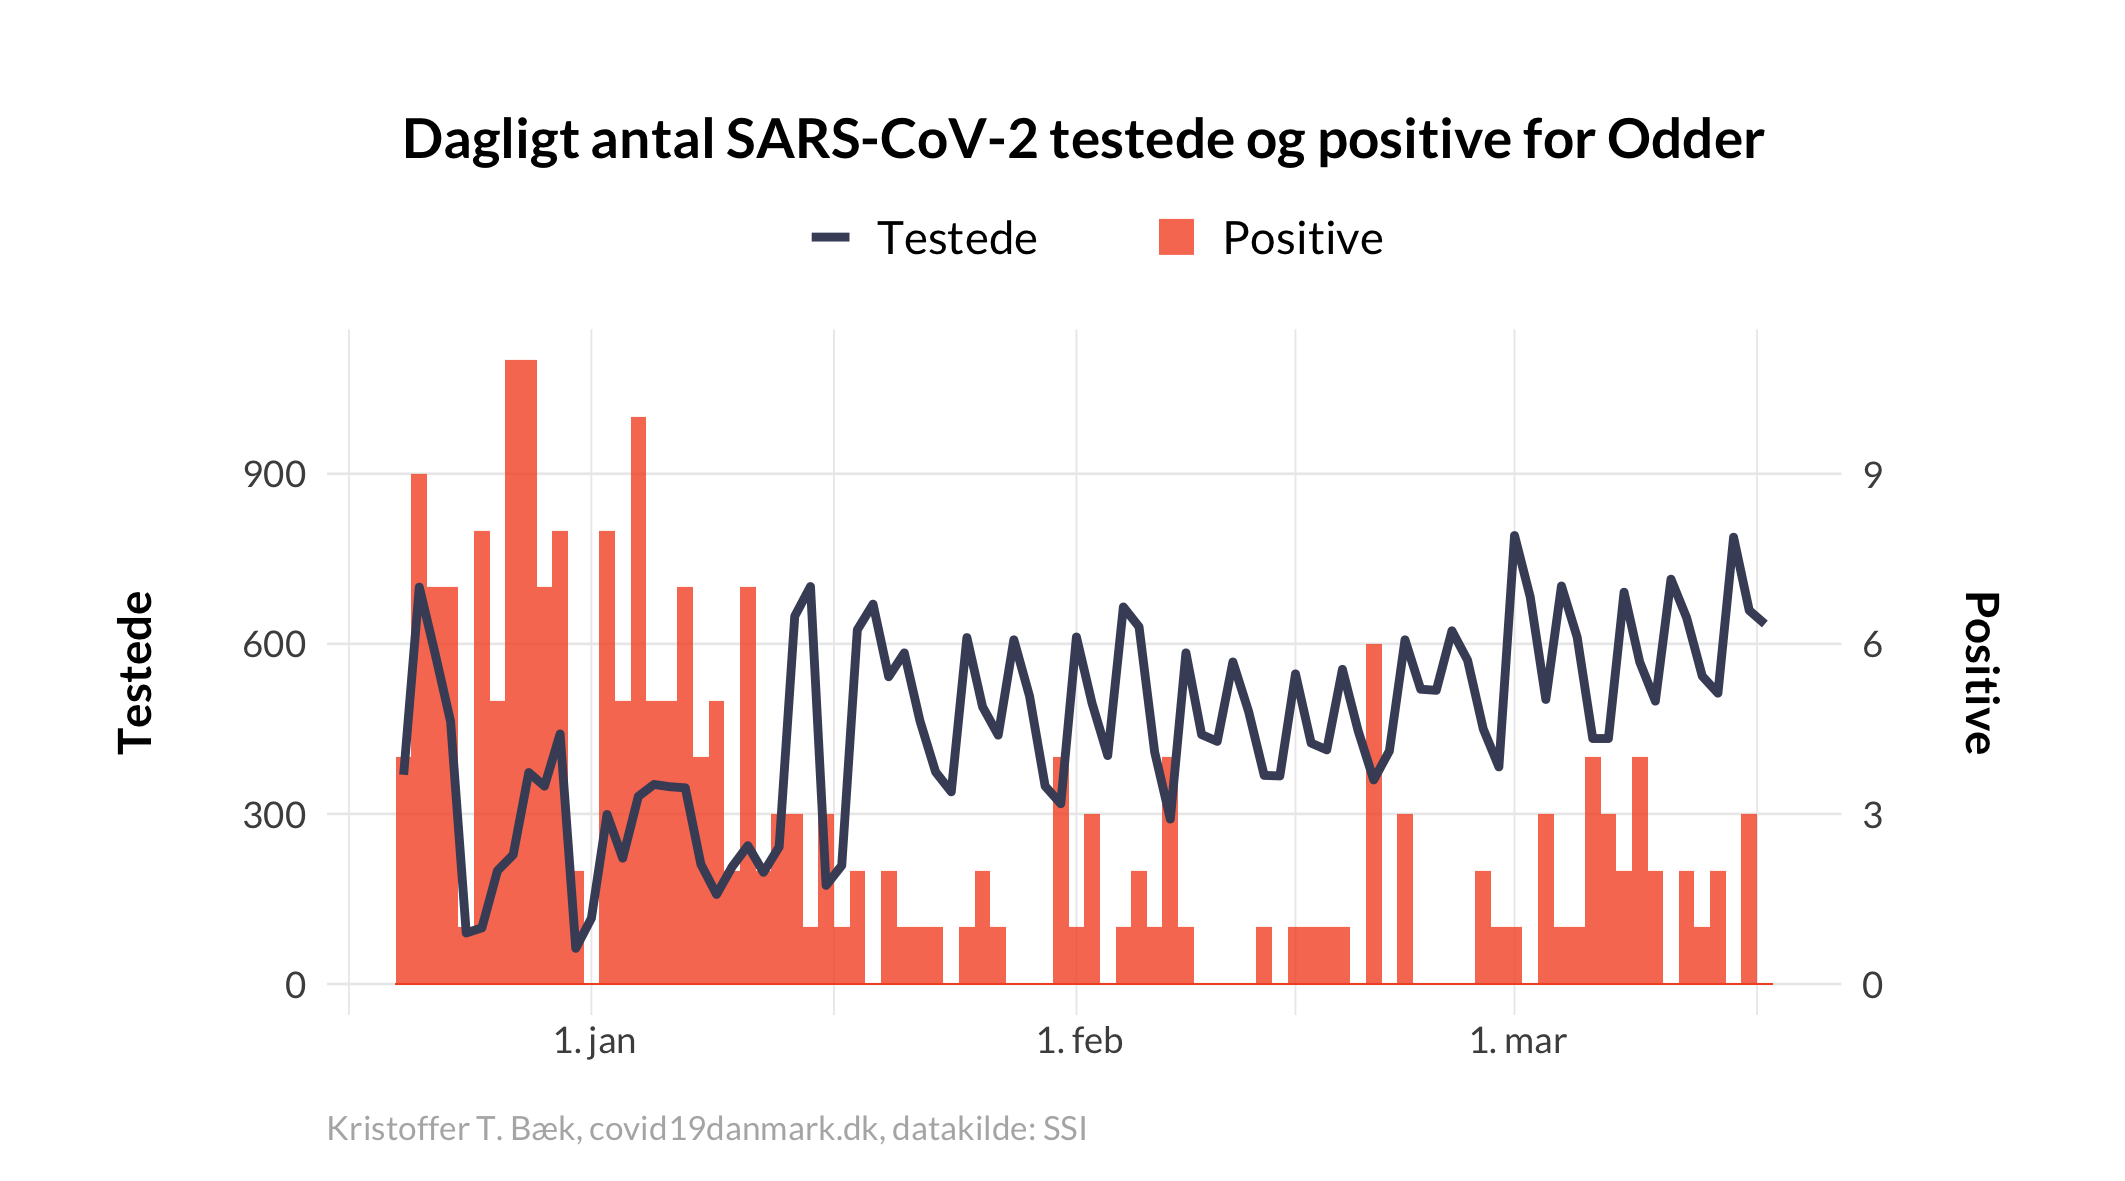 Dagligt antal SARS-CoV-2 testede og positive for Odder
Testede
Positive
900
600
300
0
9
6
3
0
Testede
Positive
1. jan
1. feb
1. mar
Kristoffer T. Bæk, covid19danmark.dk, datakilde: SSI